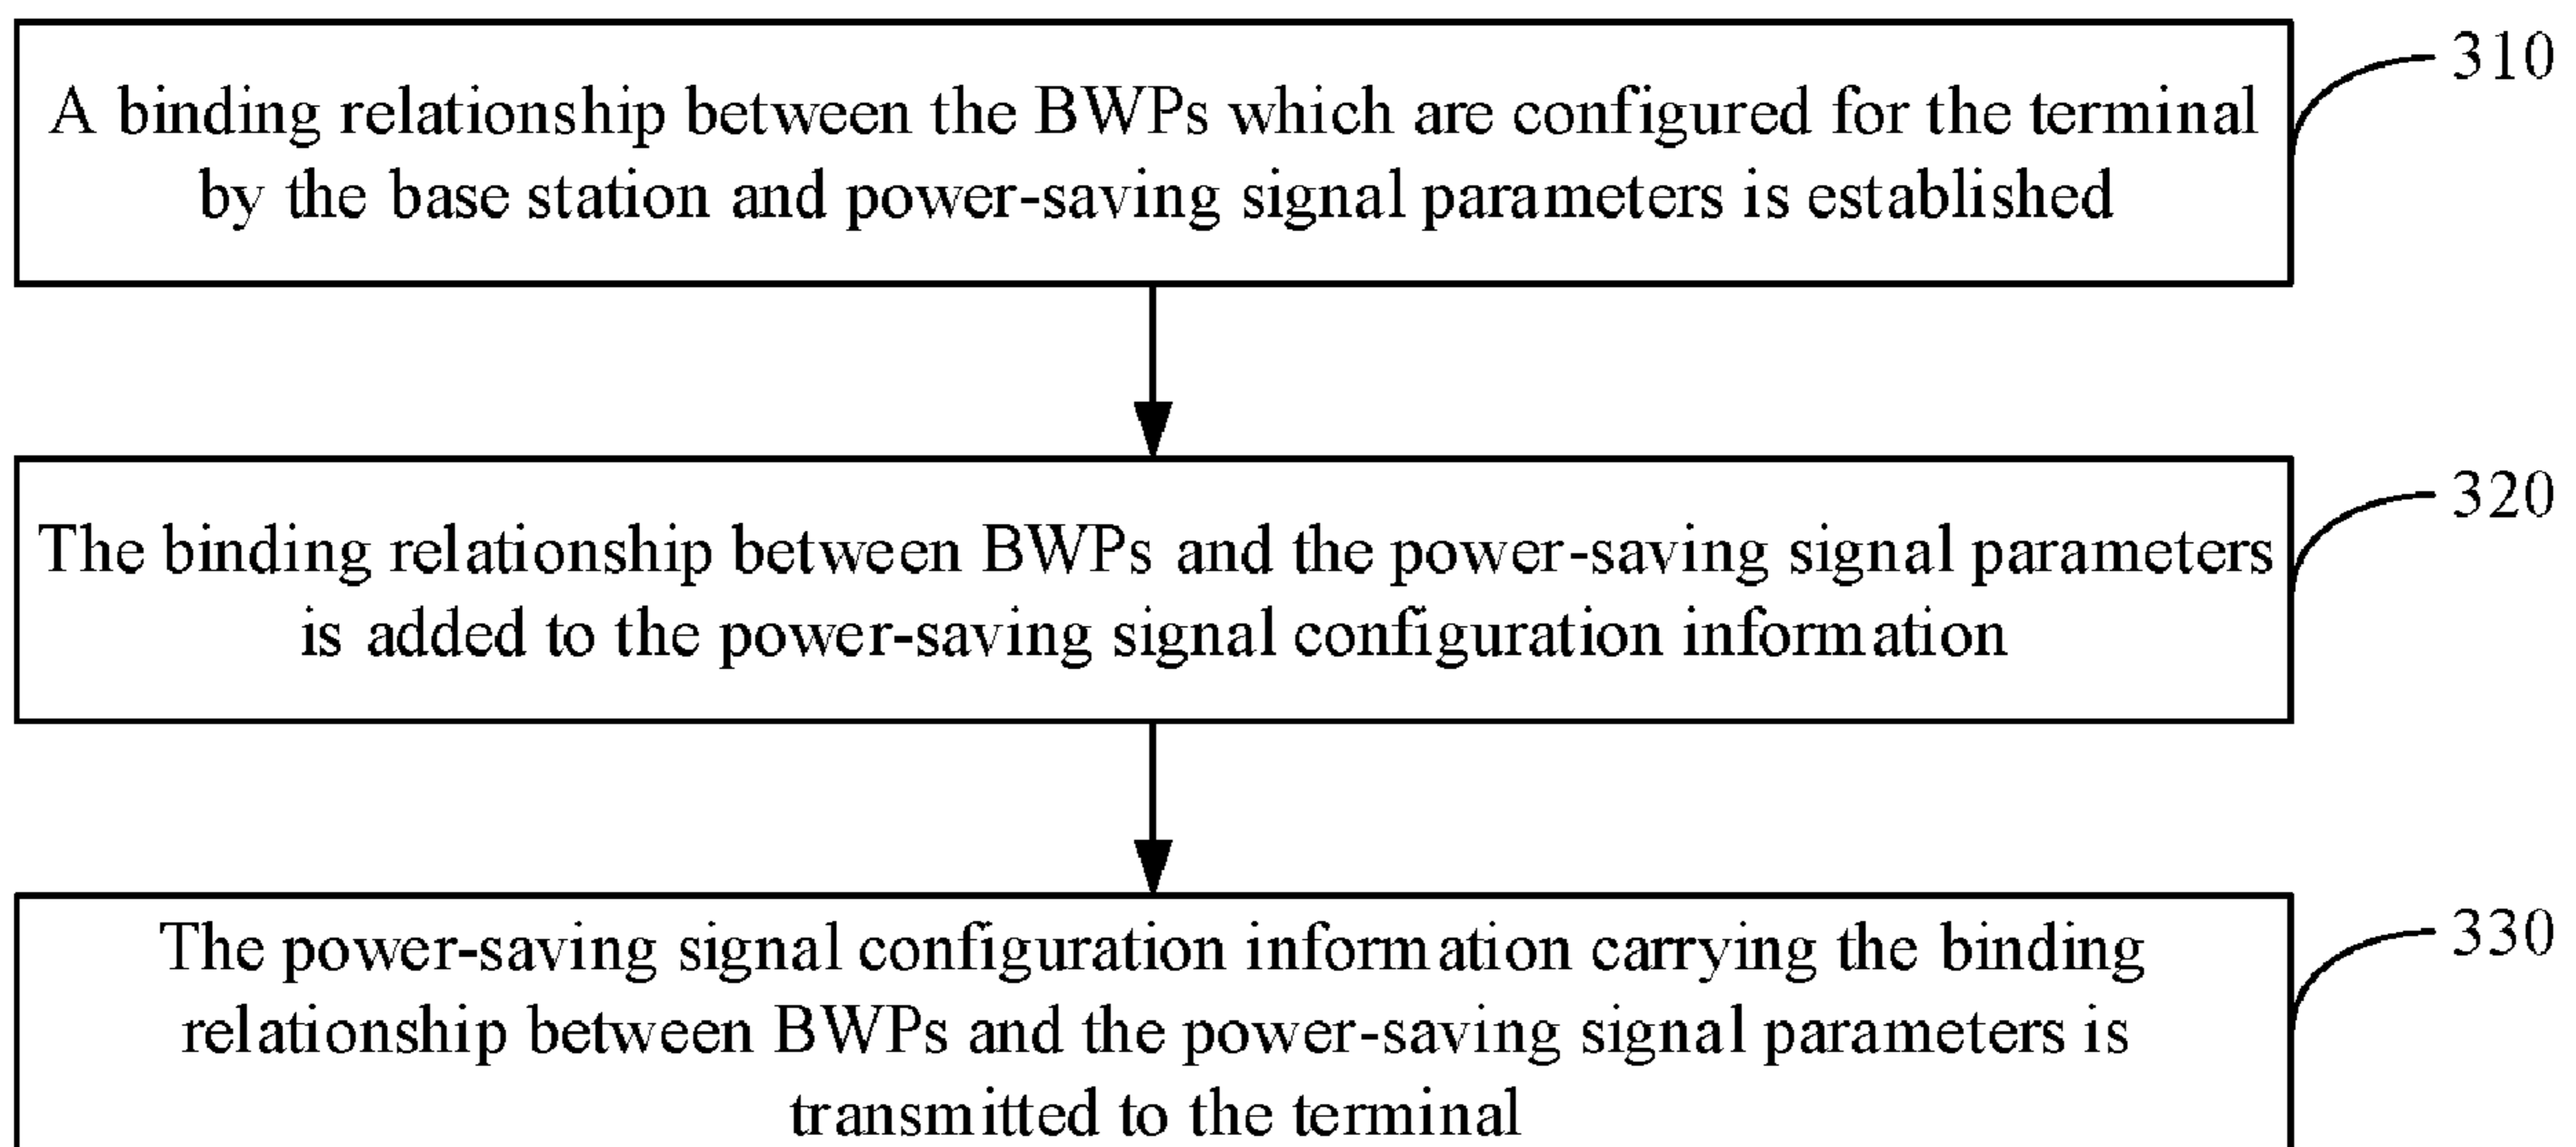 310
A binding relationship between the BWPs which are configured for the terminal
by the base station and power-saving signal parameters is established
320
The binding relationship between BWPs and the power-saving signal parameters
is added to the power-saving signal configuration information
330
The power-saving signal configuration information carrying the binding
relationship between BWPs and the power-saving signal parameters is
transmitted to the terminal